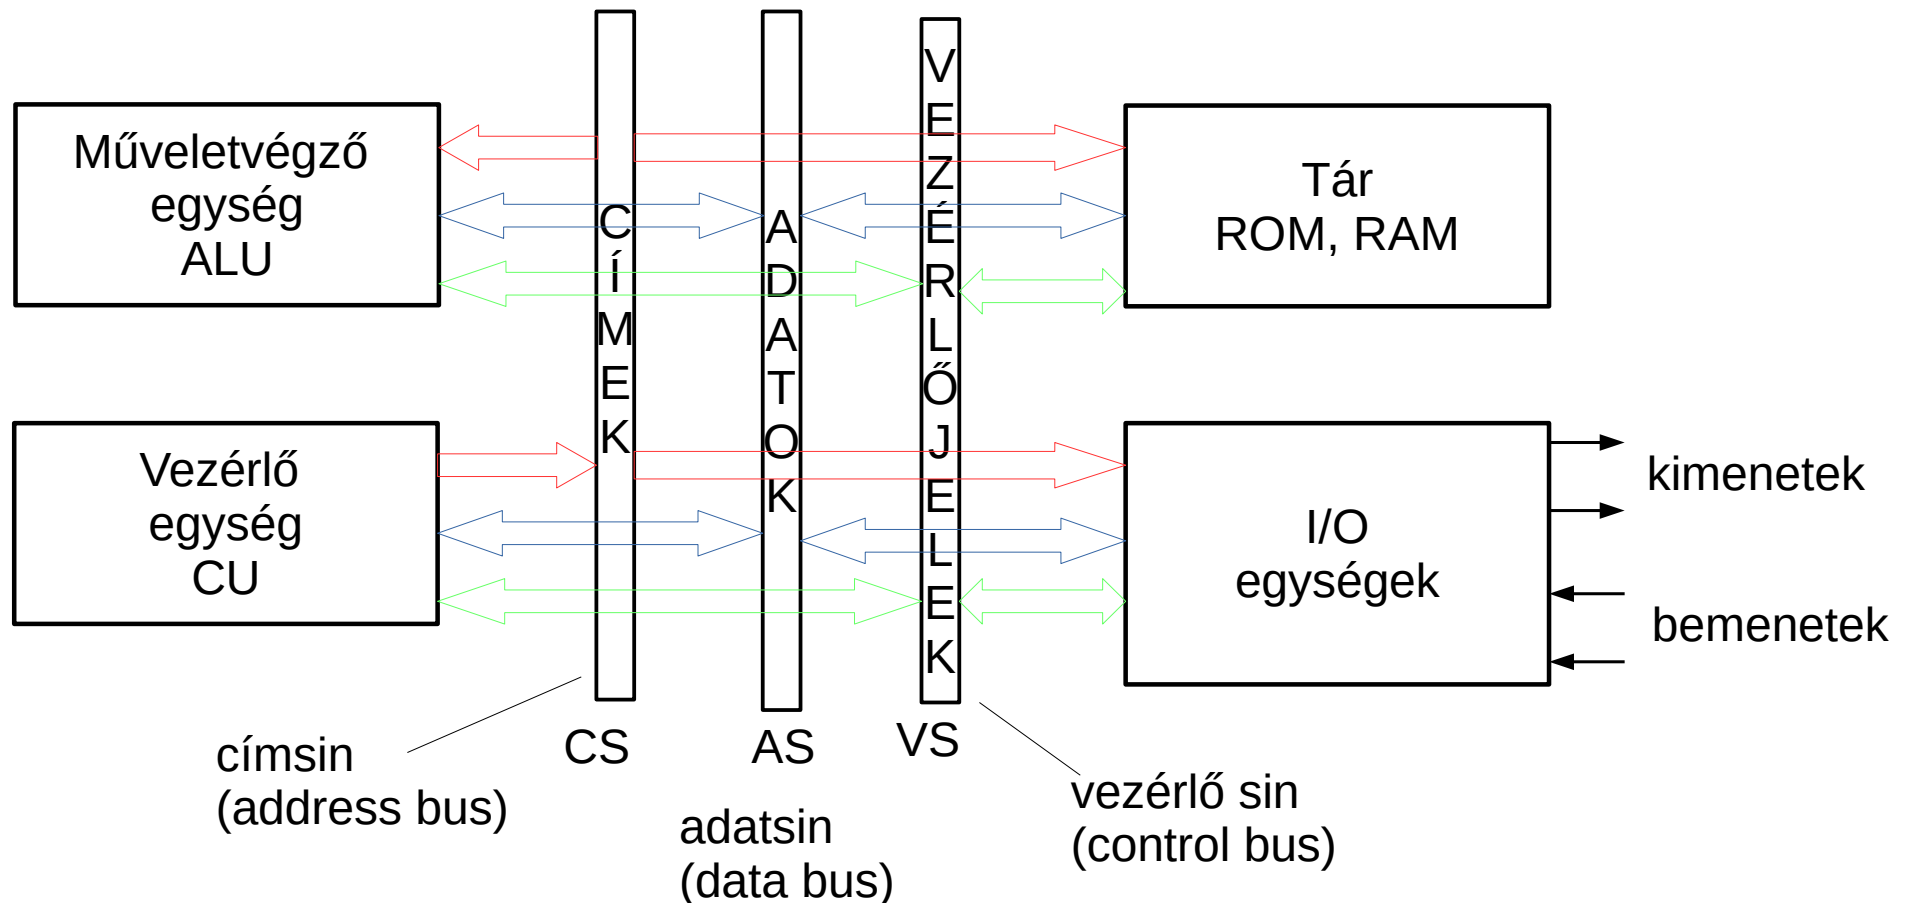 Műveletvégző
egység
ALU
CÍMEK
ADATOK
VEZÉRLŐJELEK
Tár
ROM, RAM
Vezérlő
egység
CU
I/O
egységek
kimenetek
bemenetek
CS
AS
VS
címsin
(address bus)
adatsin
(data bus)
vezérlő sin
(control bus)